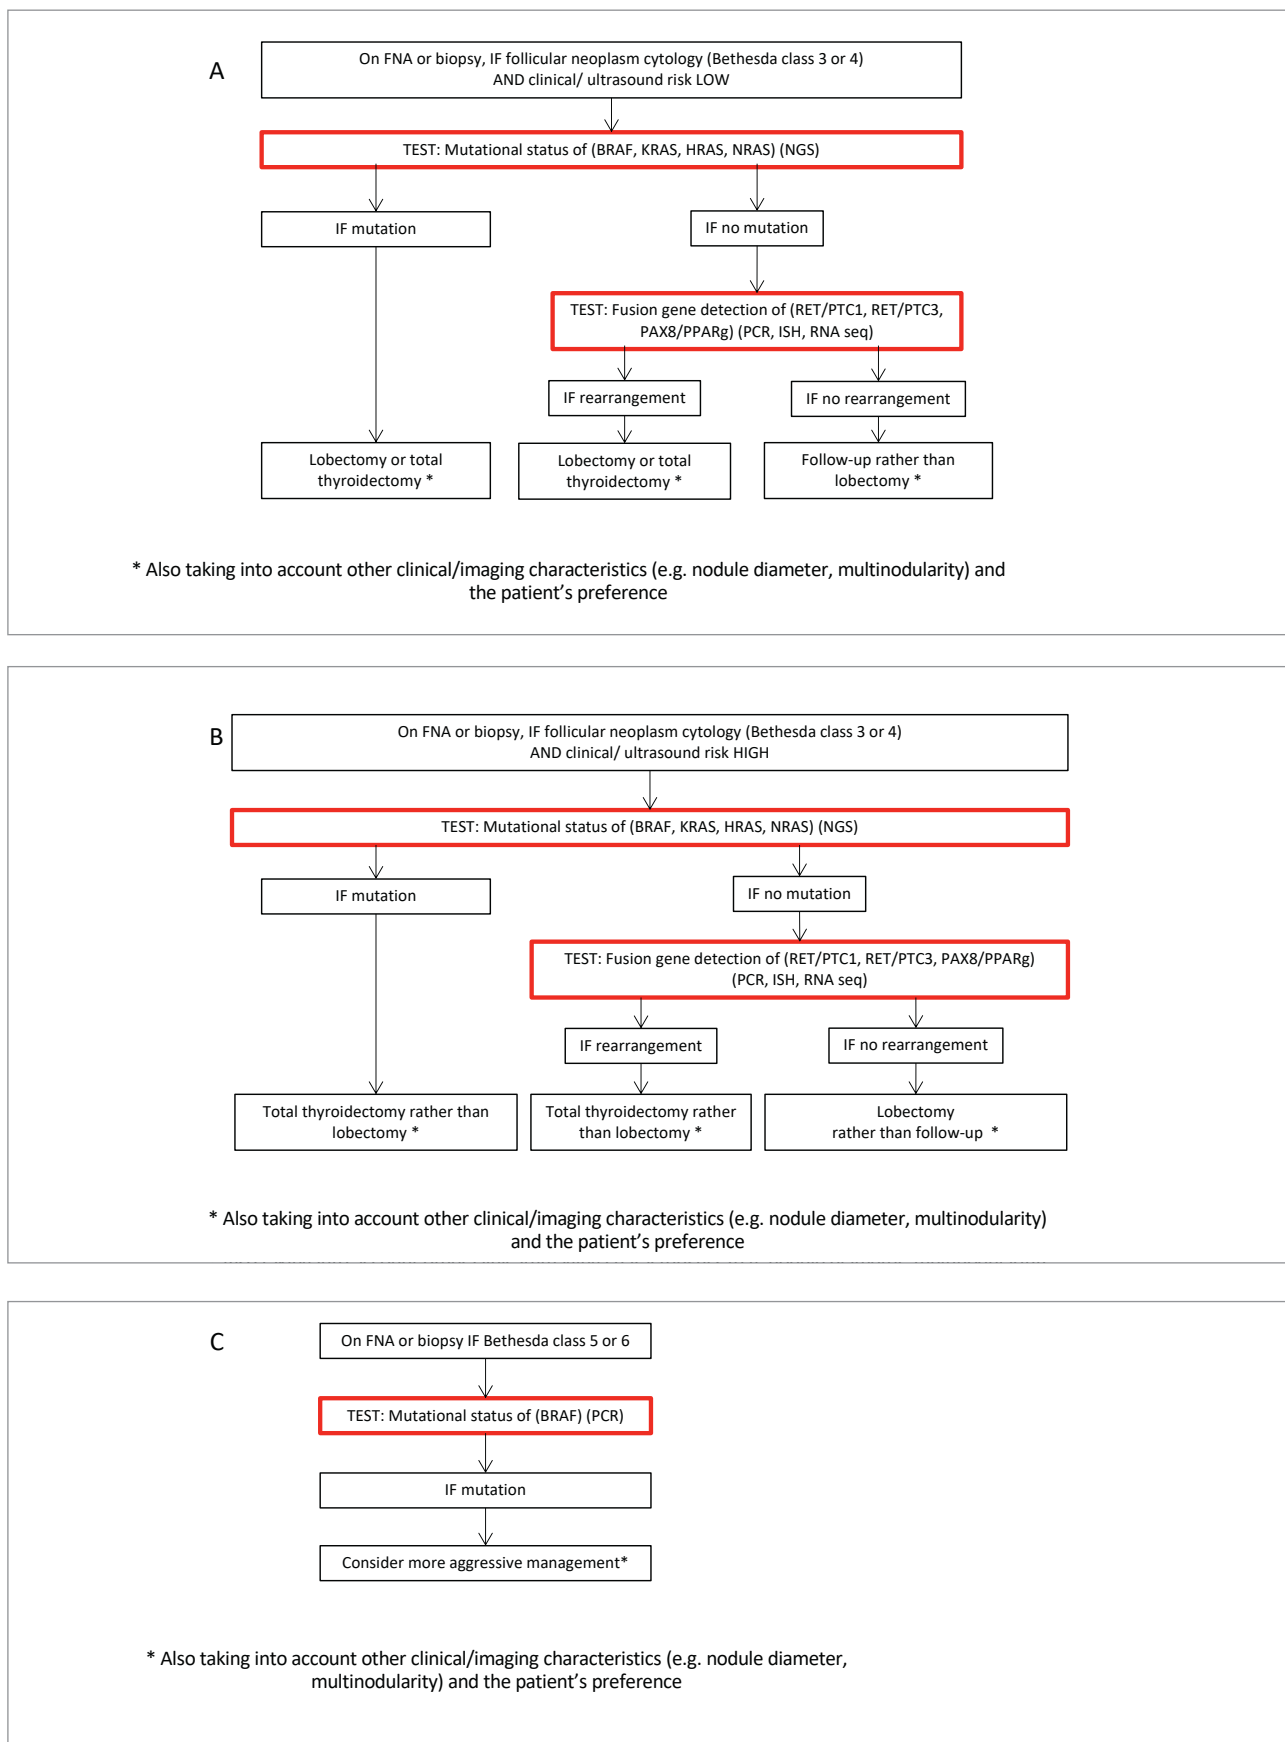 A
On FNA or biopsy, IF follicular neoplasm cytology (Bethesda class 3 or 4)
AND clinical/ ultrasound risk LOW
TEST: Mutational status of (BRAF, KRAS, HRAS, NRAS) (NGS)
IF mutation
IF no mutation
TEST: Fusion gene detection of (RET/PTC1, RET/PTC3,
PAX8/PPARg) (PCR, ISH, RNA seq)
IF rearrangement
IF no rearrangement
Lobectomy or total
thyroidectomy *
Lobectomy or total
thyroidectomy *
Follow-up rather than
lobectomy *
* Also taking into account other clinical/imaging characteristics (e.g. nodule diameter, multinodularity) and
the patient's preference
B
On FNA or biopsy, IF follicular neoplasm cytology (Bethesda class 3 or 4)
AND clinical/ ultrasound risk HIGH
TEST: Mutational status of (BRAF, KRAS, HRAS, NRAS) (NGS)
IF mutation
IF no mutation
TEST: Fusion gene detection of (RET/PTC1, RET/PTC3, PAX8/PPARg)
(PCR, ISH, RNA seq)
IF rearrangement
IF no rearrangement
Total thyroidectomy rather than
lobectomy *
Total thyroidectomy rather
than lobectomy *
Lobectomy
rather than follow-up *
* Also taking into account other clinical/imaging characteristics (e.g. nodule diameter, multinodularity)
and the patient's preference
C
On FNA or biopsy IF Bethesda class 5 or 6
TEST: Mutational status of (BRAF) (PCR)
IF mutation
Consider more aggressive management*
* Also taking into account other clinical/imaging characteristics (e.g. nodule diameter,
multinodularity) and the patient's preference